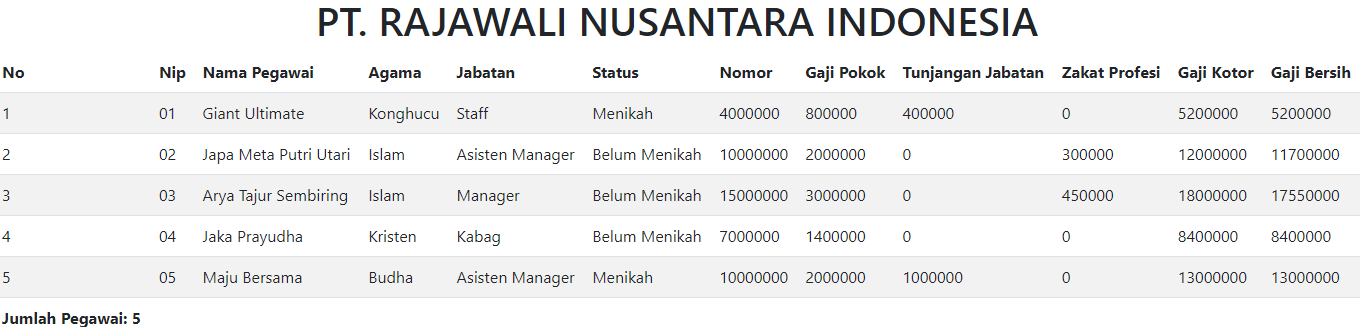 PT. RAJAWALI NUSANTARA INDONESIA
No Nip Nama Pegawai Agama Jabatan Status Nomor Gaji Pokok Tunjangan Jabatan Zakat Profesi Gaji Kotor Gaji Bersih
1 01 Giant Ultimate Konghucu Staff Menikah 4000000 800000 400000 0 5200000 5200000
2 02 Japa Meta Putri Utari Islam Asisten Manager Belum Menikah 10000000 2000000 0 300000 12000000 11700000
3 03 Arya Tajur Sembiring Islam Manager Belum Menikah 15000000 3000000 0 450000 18000000 17550000
4 04 Jaka Prayudha Kristen Kabag Belum Menikah 7000000 1400000 0 0 8400000 8400000
5 05 Maju Bersama Budha Asisten Manager Menikah 10000000 2000000 1000000 0 13000000 13000000
Jumlah Pegawai: 5